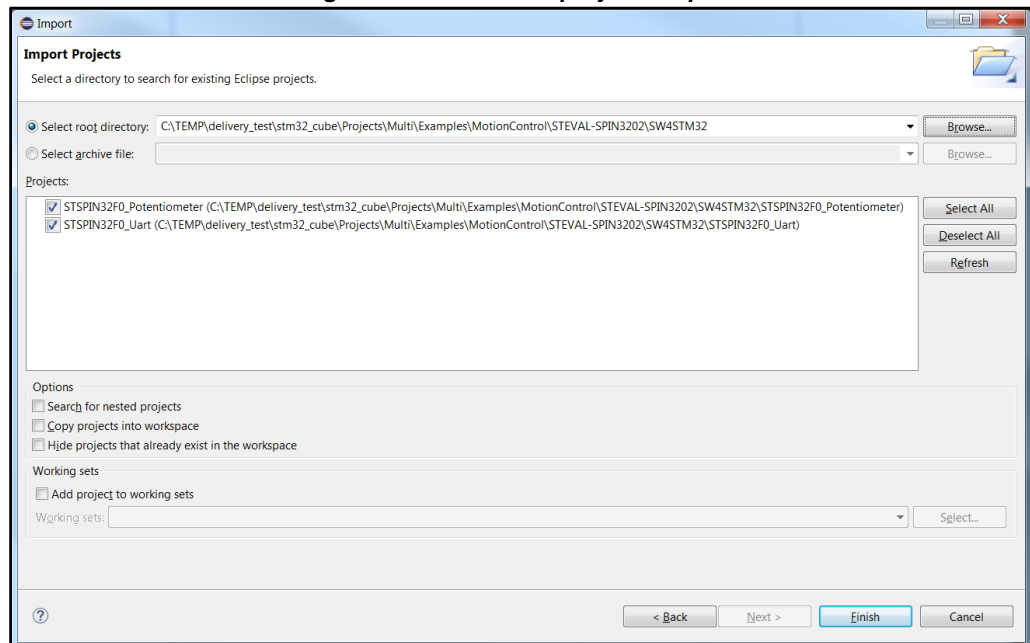 Import
Import Projects
Select a directory to search for existing Eclipse projects.
Select root directory: C:\TEMP\delivery_test\stm32_cube\Projects\Multi\Examples\MotionControl\STEVAL-SPIN3202\SW4STM32 Browse...
Select archive file: Browse...
Projects:
STSPIN32F0_Potentiometer (C:\TEMP\delivery_test\stm32_cube\Projects\Multi\Examples\MotionControl\STEVAL-SPIN3202\SW4STM32\STSPIN32F0_Potentiometer) Select All
STSPIN32F0_Uart (C:\TEMP\delivery_test\stm32_cube\Projects\Multi\Examples\MotionControl\STEVAL-SPIN3202\SW4STM32\STSPIN32F0_Uart)
Deselect All
Refresh
Options
Search for nested projects
Copy projects into workspace
Hide projects that already exist in the workspace
Working sets
Add project to working sets
Working sets: Select...
< Back Next > Finish Cancel